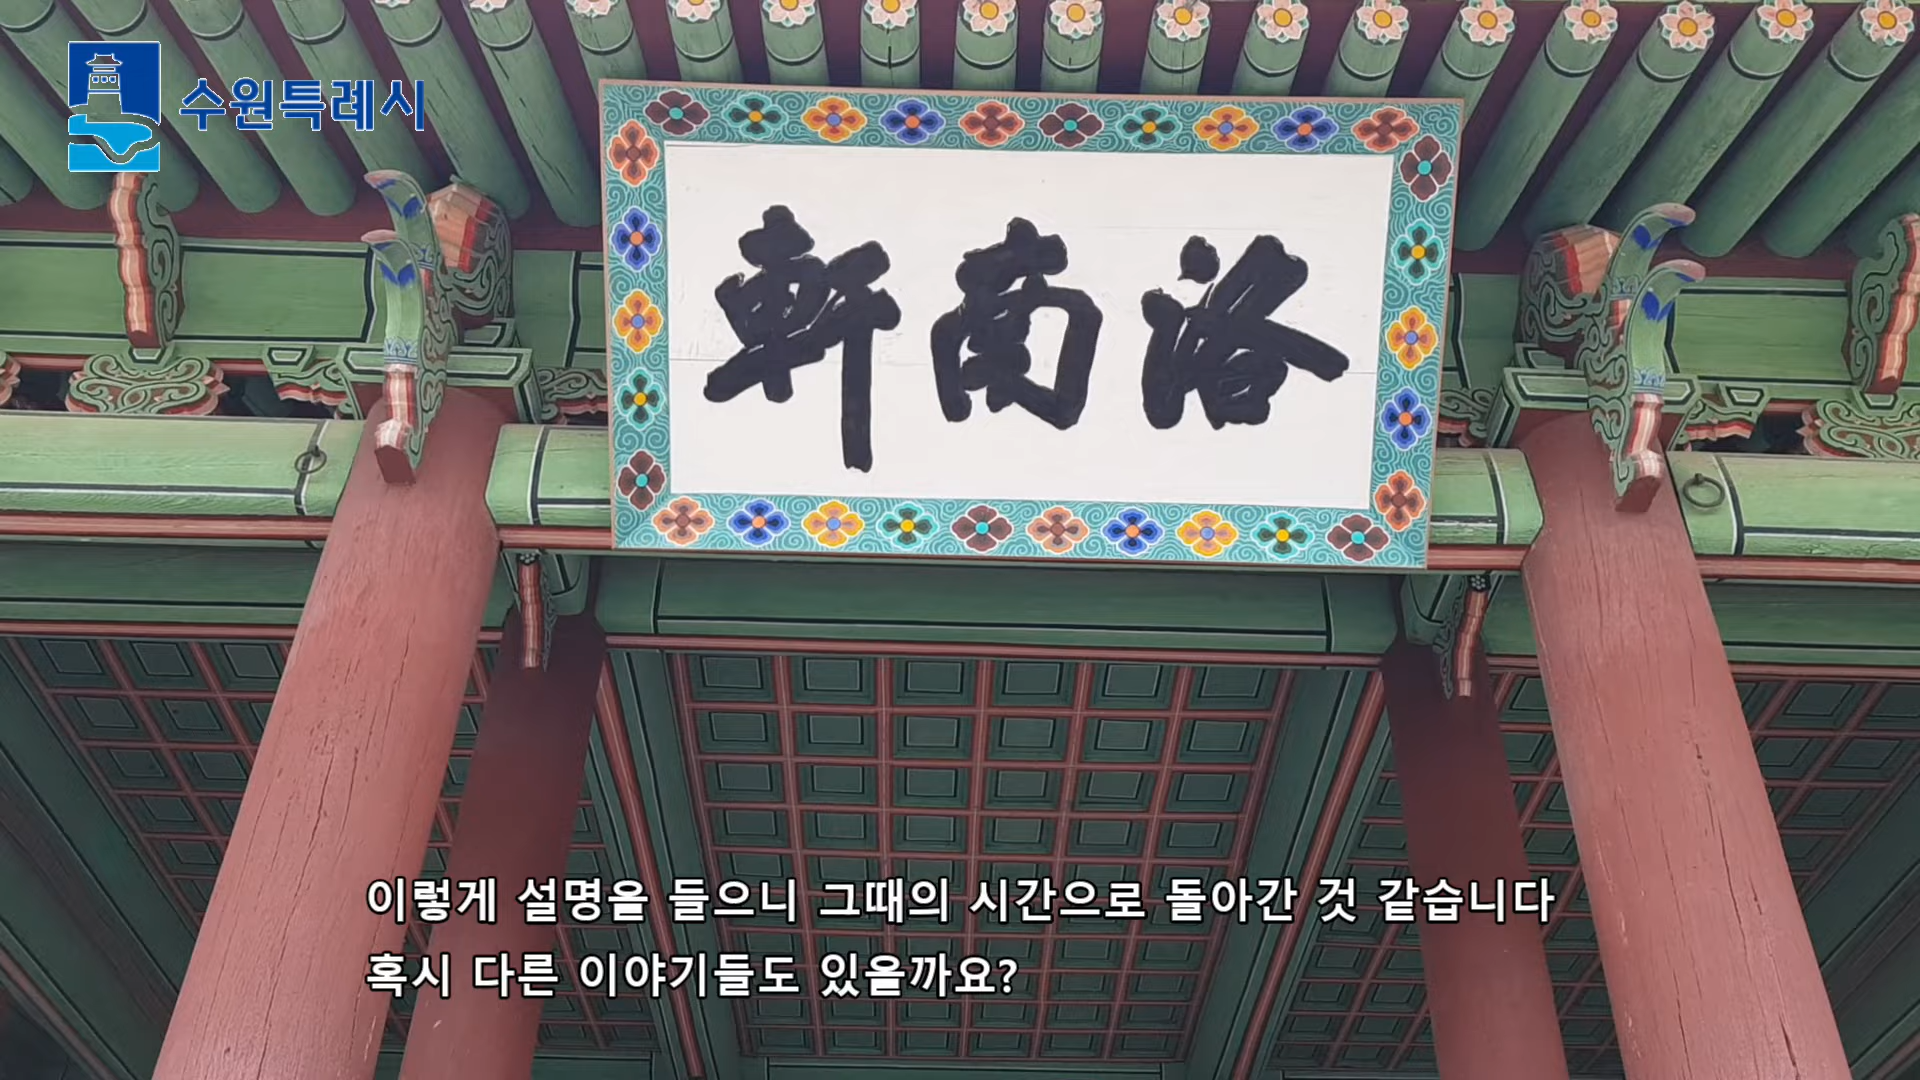 수원특례시
軒南洛
이렇게 설명을 들으니 그때의 시간으로 돌아간 것 같습니다
혹시 다른 이야기들도 있을까요?